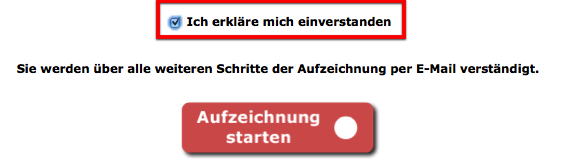 Ich erkläre mich einverstanden
Sie werden über alle weiteren Schritte der Aufzeichnung per E-Mail verständigt.
Aufzeichnung
starten